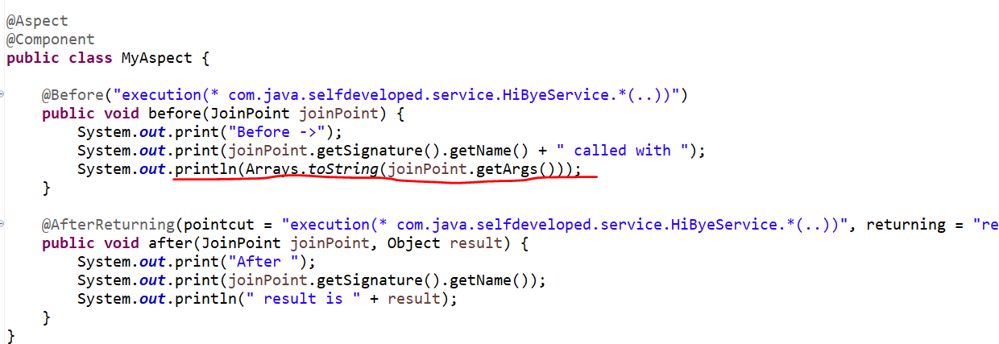 @Aspect
@Component
public class MyAspect {
@Before("execution(* com.java.selfdeveloped.service.HiByeService.*(..))")
public void before(JoinPoint joinPoint) {
System.out.print("Before ->");
System.out.print(joinPoint.getSignature().getName() + " called with ");
System.out.println(Arrays.toString(joinPoint.getArgs()));
}
@AfterReturning(pointcut = "execution(* com.java.selfdeveloped.service.HiByeService.*(..))", returning = "re
public void after(JoinPoint joinPoint, Object result) {
System.out.print("After ");
System.out.print(joinPoint.getSignature().getName());
System.out.println(" result is " + result);
}
}